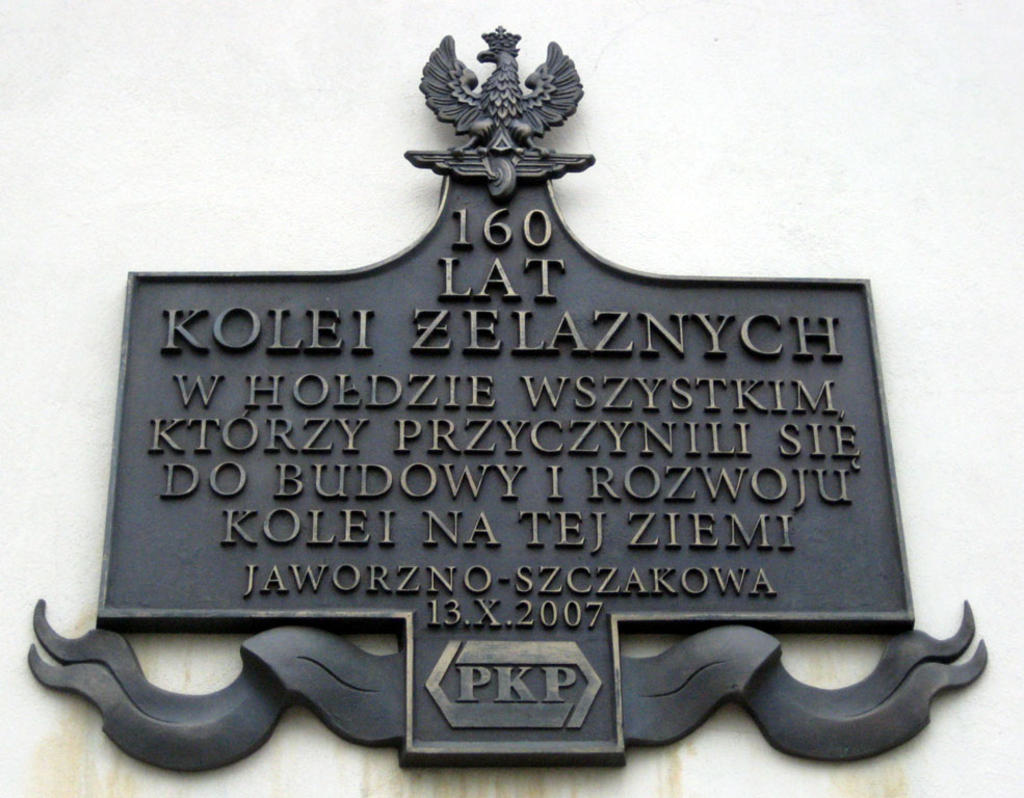 160
LAT
KOLEI ŻELAZNYCH
W HOŁDZIE WSZYSTKIM,
KTÓRZY PRZYCZYNILI SIĘ
DO BUDOWY I ROZWOJU
KOLEI NA TEJ ZIEMI
JAWORZNO-SZCZAKOWA
13.X.2007
PKP